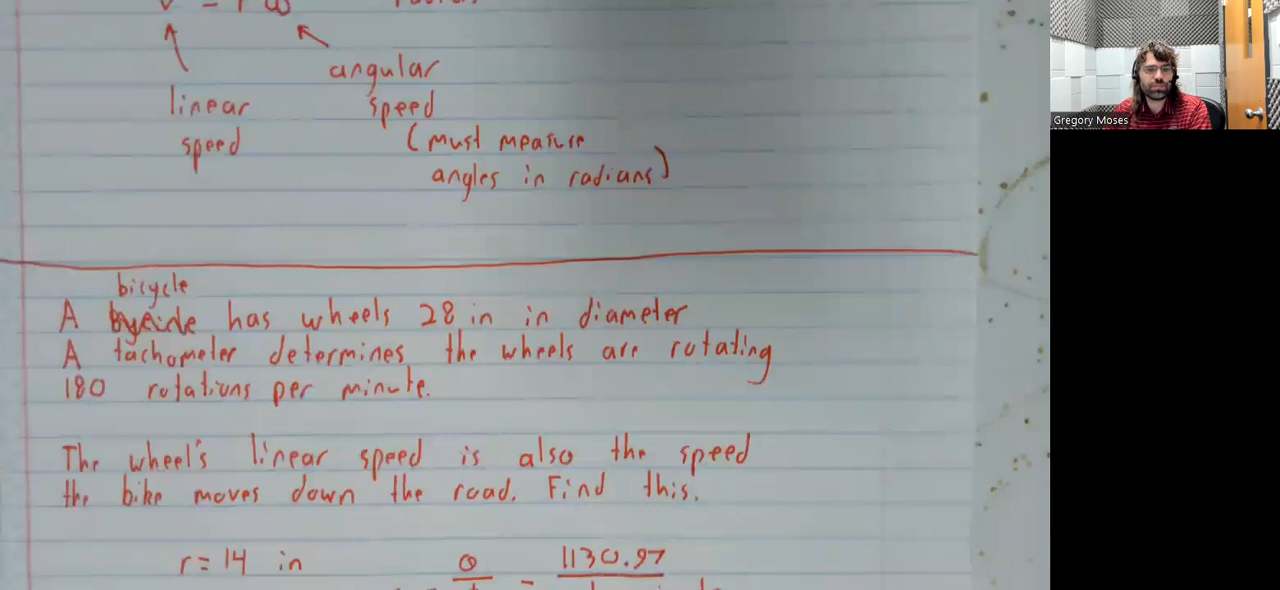 linear
speed
angular
speed
(must measure
angles in radians)
bicycle
A has wheels 28 in in diameter
A tachometer determines the wheels are rotating
180 rotations per minute.
The wheel's linear speed is also the speed
the bike moves down the road. Find this.
r = 14 in
θ
=
1130.97
Gregory Moses